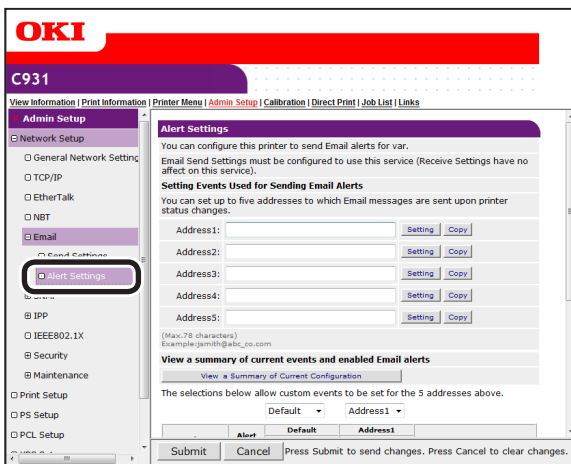 OKI
C931
View Information | Print Information | Printer Menu | Admin Setup | Calibration | Direct Print | Job List | Links
Admin Setup
Network Setup
General Network Setting
TCP/IP
EtherTalk
NBT
Email
Send Settings
Alert Settings
SNMP
IPP
IEEE802.1X
Security
Maintenance
Print Setup
PS Setup
PCL Setup
Alert Settings
You can configure this printer to send Email alerts for var.
Email Send Settings must be configured to use this service (Receive Settings have no
affect on this service).
Setting Events Used for Sending Email Alerts
You can set up to five addresses to which Email messages are sent upon printer
status changes.
Address1: Setting Copy
Address2: Setting Copy
Address3: Setting Copy
Address4: Setting Copy
Address5: Setting Copy
(Max.78 characters)
Example:jsmith@abc_co.com
View a summary of current events and enabled Email alerts
View a Summary of Current Configuration
The selections below allow custom events to be set for the 5 addresses above.
Default Address1
Alert Default Address1
Submit Cancel Press Submit to send changes. Press Cancel to clear changes.